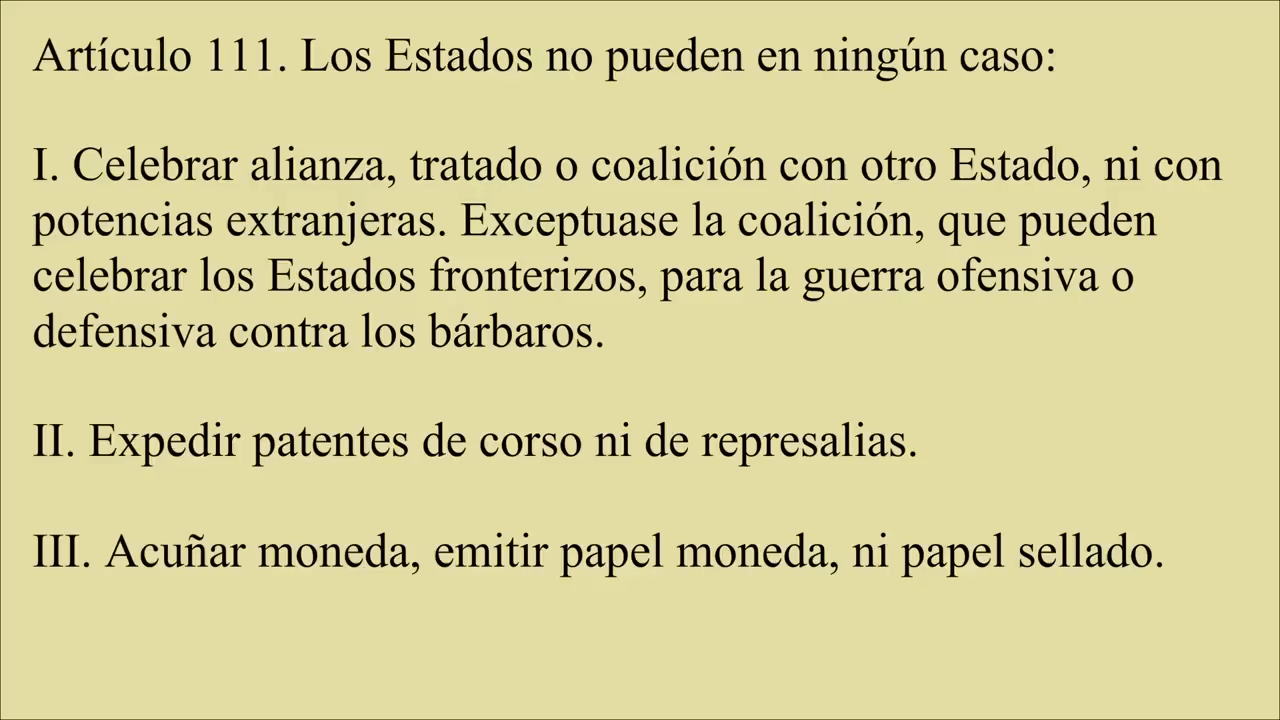 Artículo 111. Los Estados no pueden en ningún caso:
I. Celebrar alianza, tratado o coalición con otro Estado, ni con
potencias extranjeras. Exceptuase la coalición, que pueden
celebrar los Estados fronterizos, para la guerra ofensiva o
defensiva contra los bárbaros.
II. Expedir patentes de corso ni de represalias.
III. Acuñar moneda, emitir papel moneda, ni papel sellado.